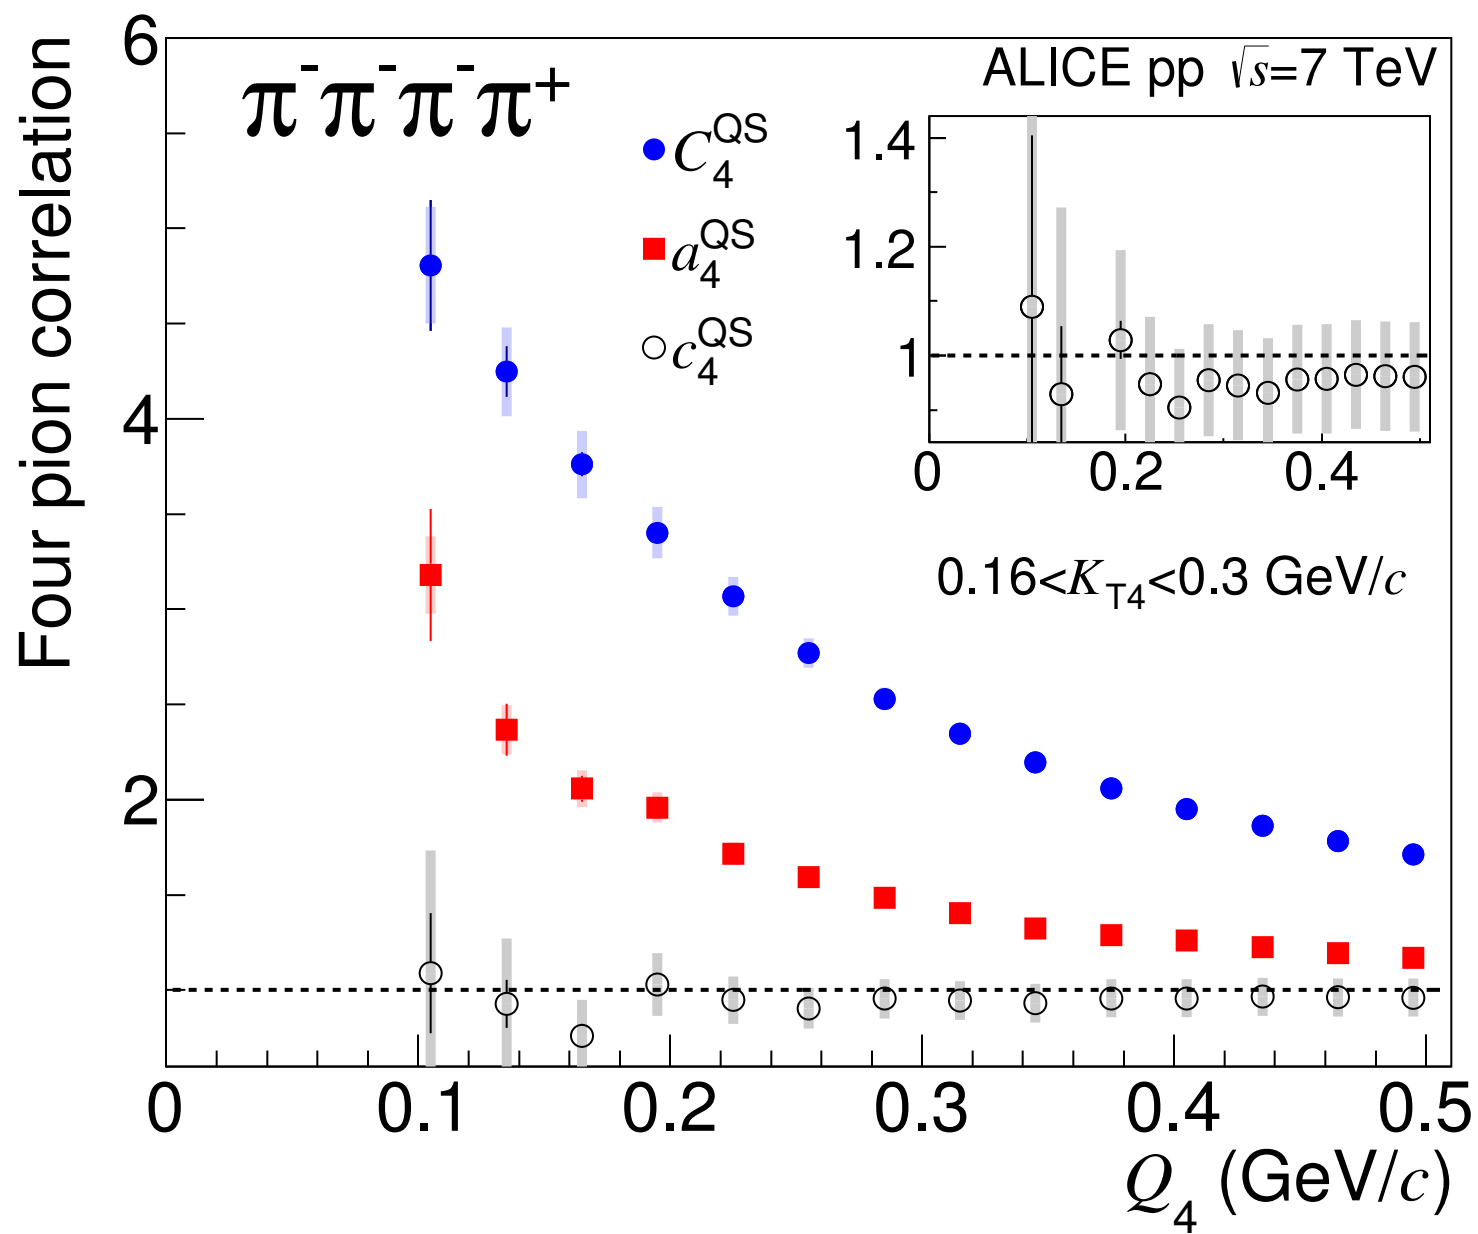 Four pion correlation
6
4
2
π⁻π⁻π⁻π⁺
C₄^QS
a₄^QS
c₄^QS
ALICE pp √s=7 TeV
1.4
1.2
1
0 0.2 0.4
0.16<K_T4<0.3 GeV/c
0 0.1 0.2 0.3 0.4 0.5
Q₄ (GeV/c)